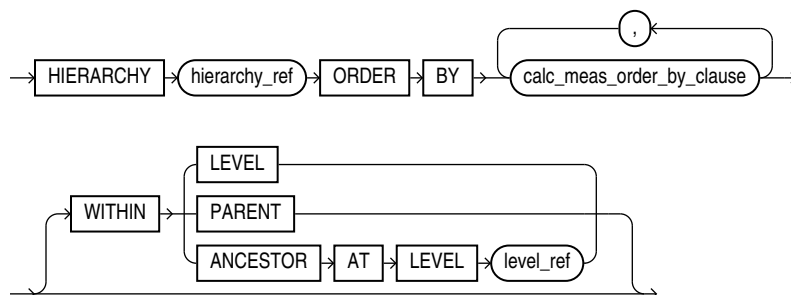 ,
HIERARCHY hierarchy_ref ORDER BY calc_meas_order_by_clause
LEVEL
WITHIN PARENT
ANCESTOR AT LEVEL level_ref